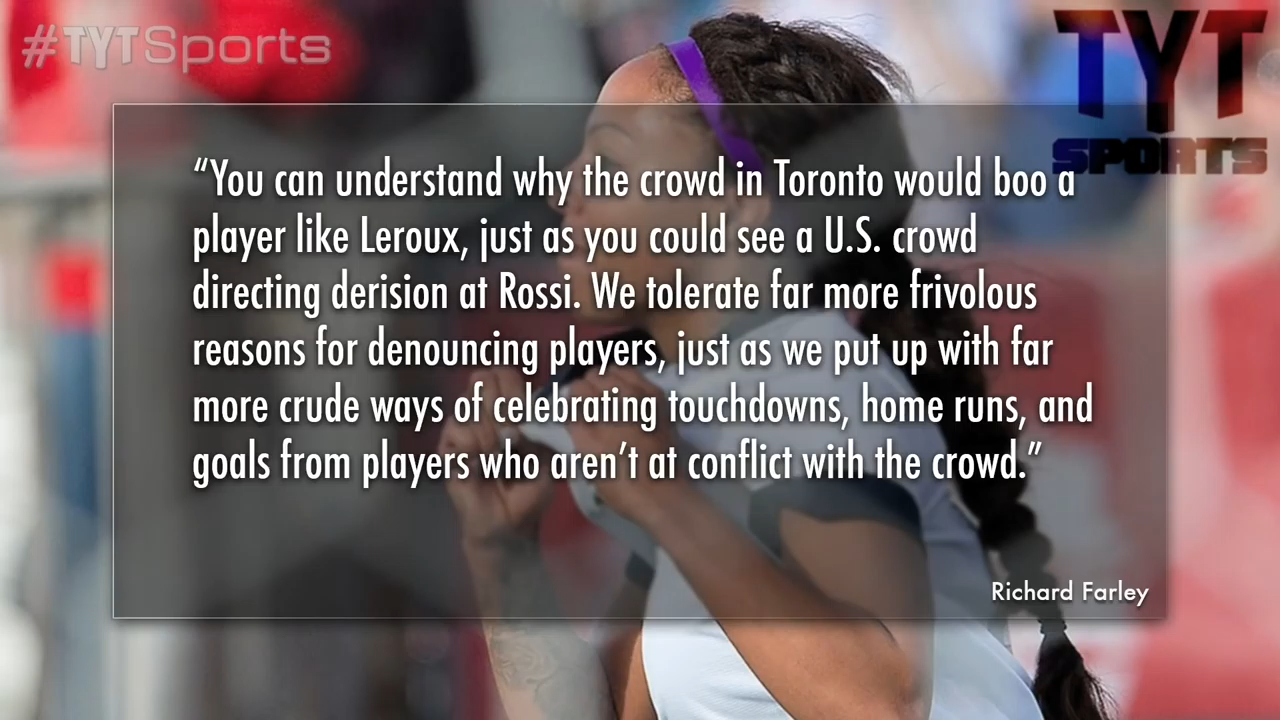 #TYTSports
TYT
SPORTS
“You can understand why the crowd in Toronto would boo a
player like Leroux, just as you could see a U.S. crowd
directing derision at Rossi. We tolerate far more frivolous
reasons for denouncing players, just as we put up with far
more crude ways of celebrating touchdowns, home runs, and
goals from players who aren’t at conflict with the crowd.”
Richard Farley